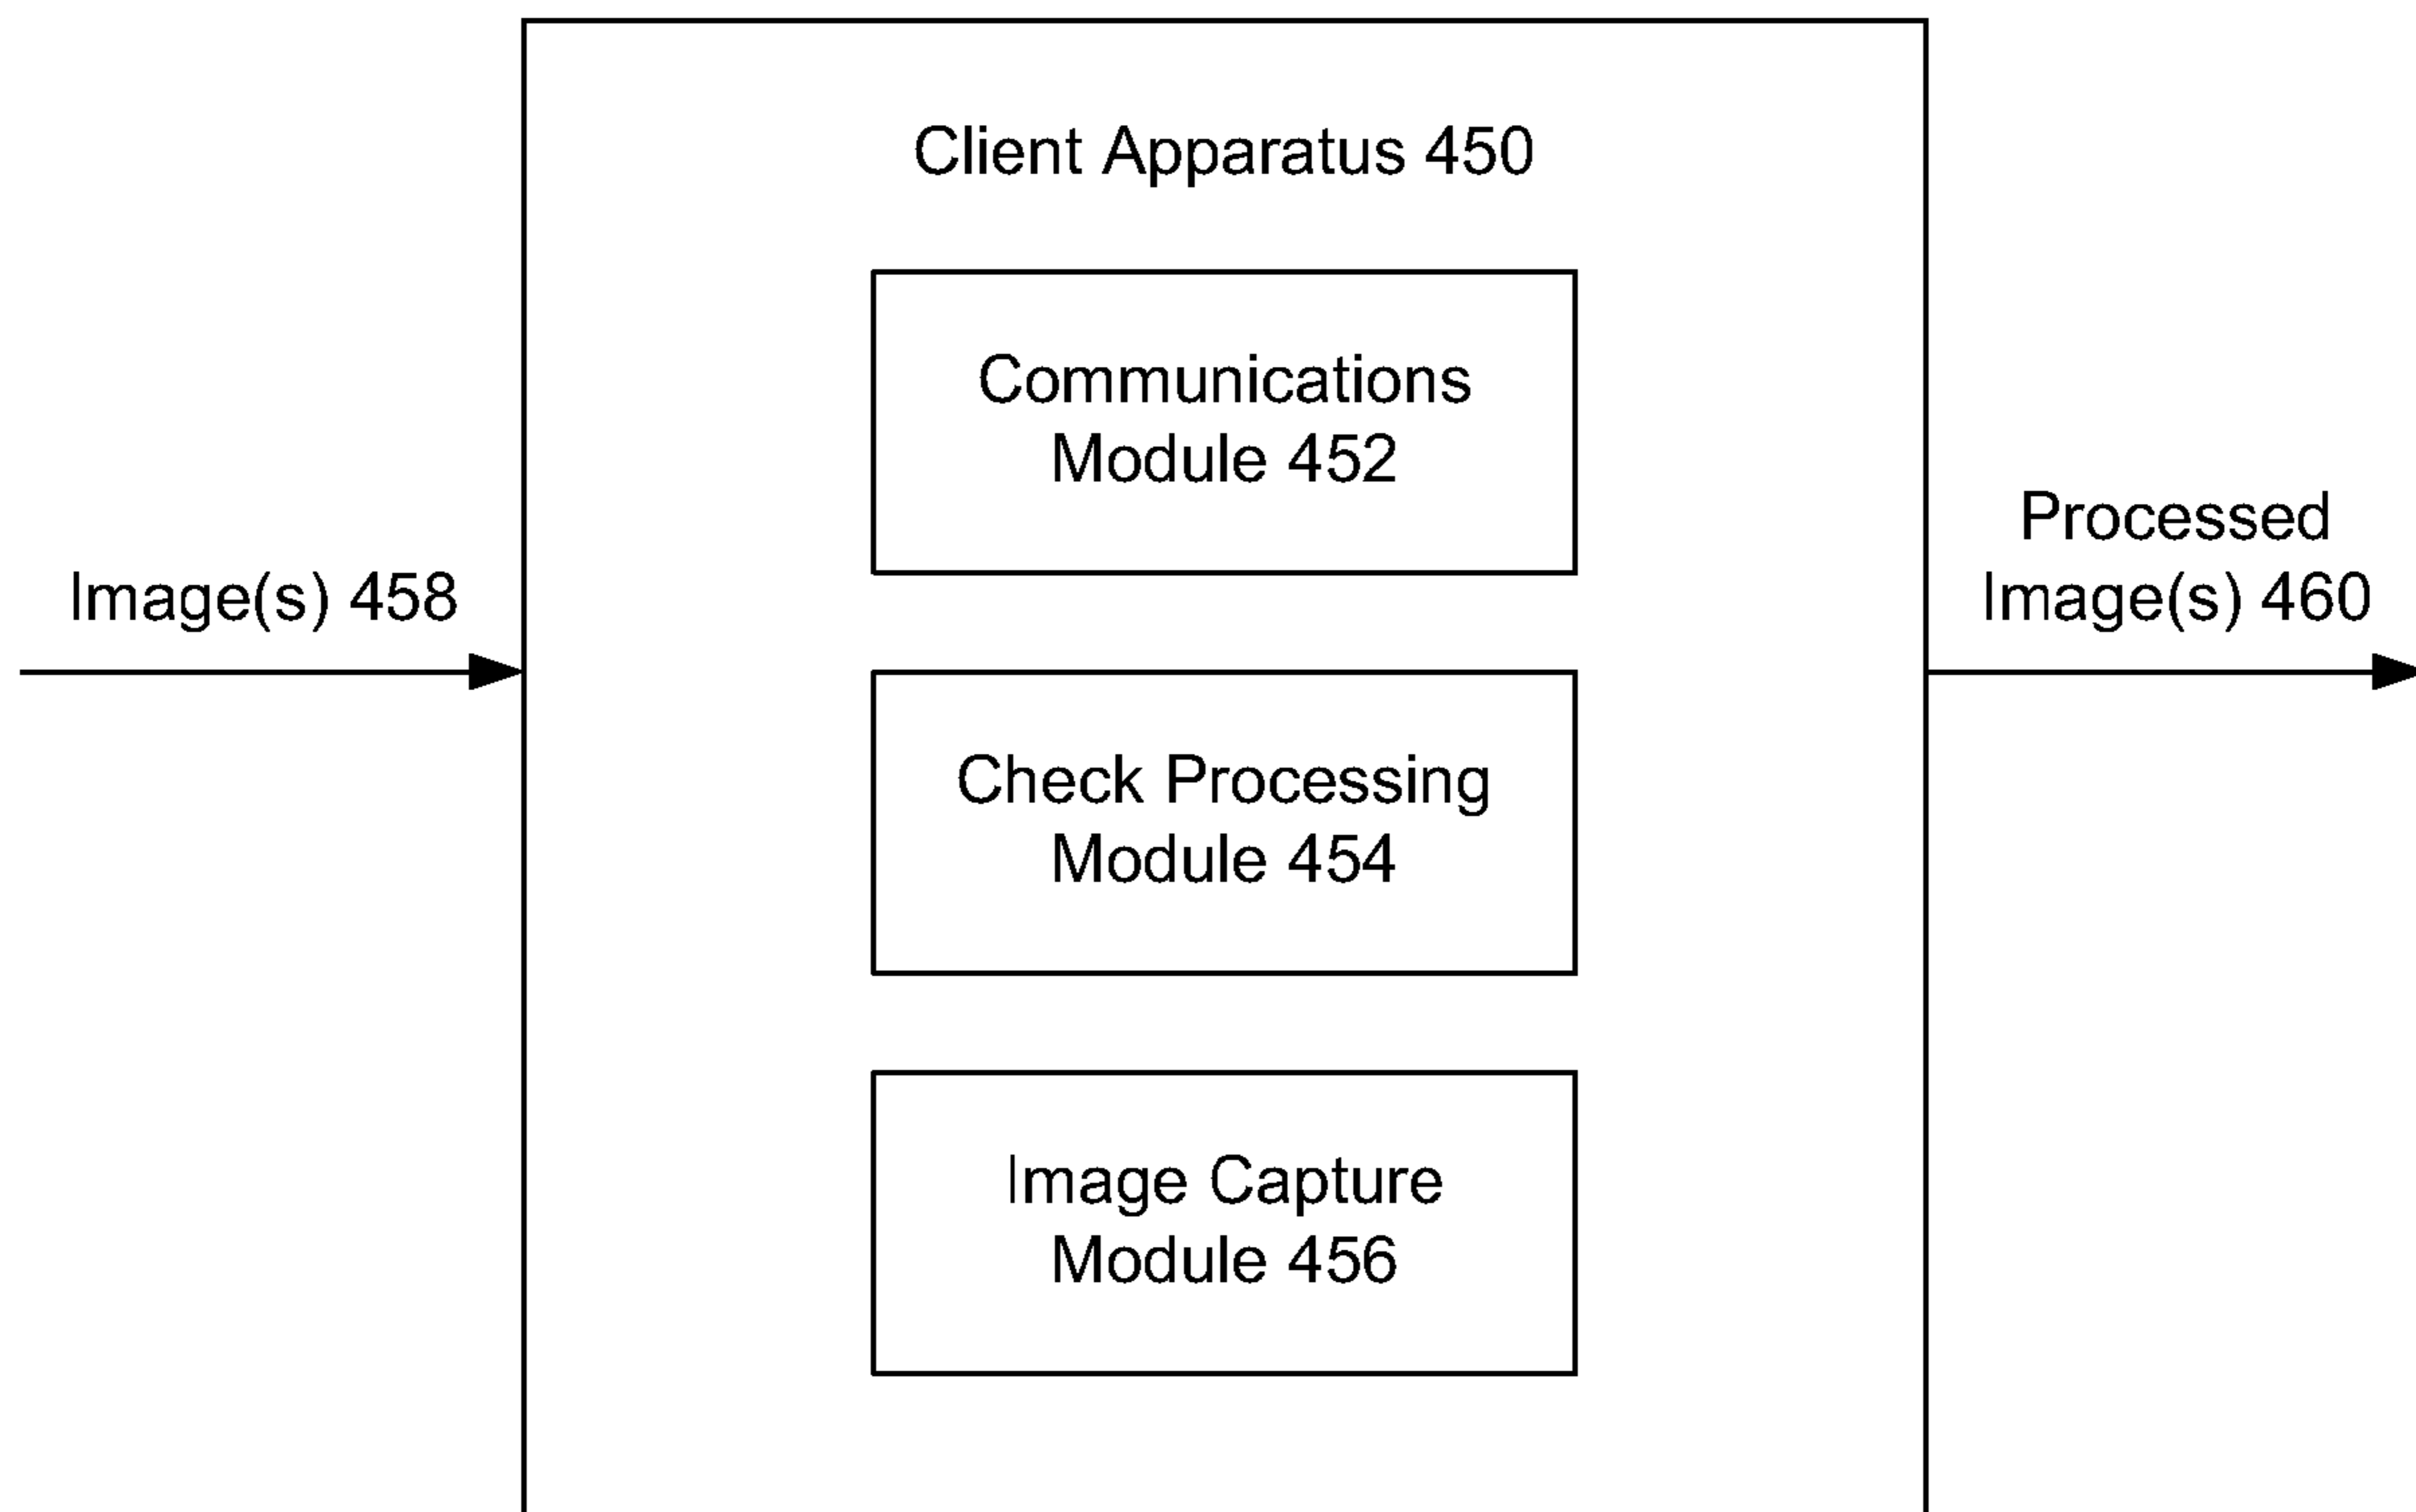 Client Apparatus 450
Communications
Module 452
Image(s) 458
Processed
Image(s) 460
Check Processing
Module 454
Image Capture
Module 456